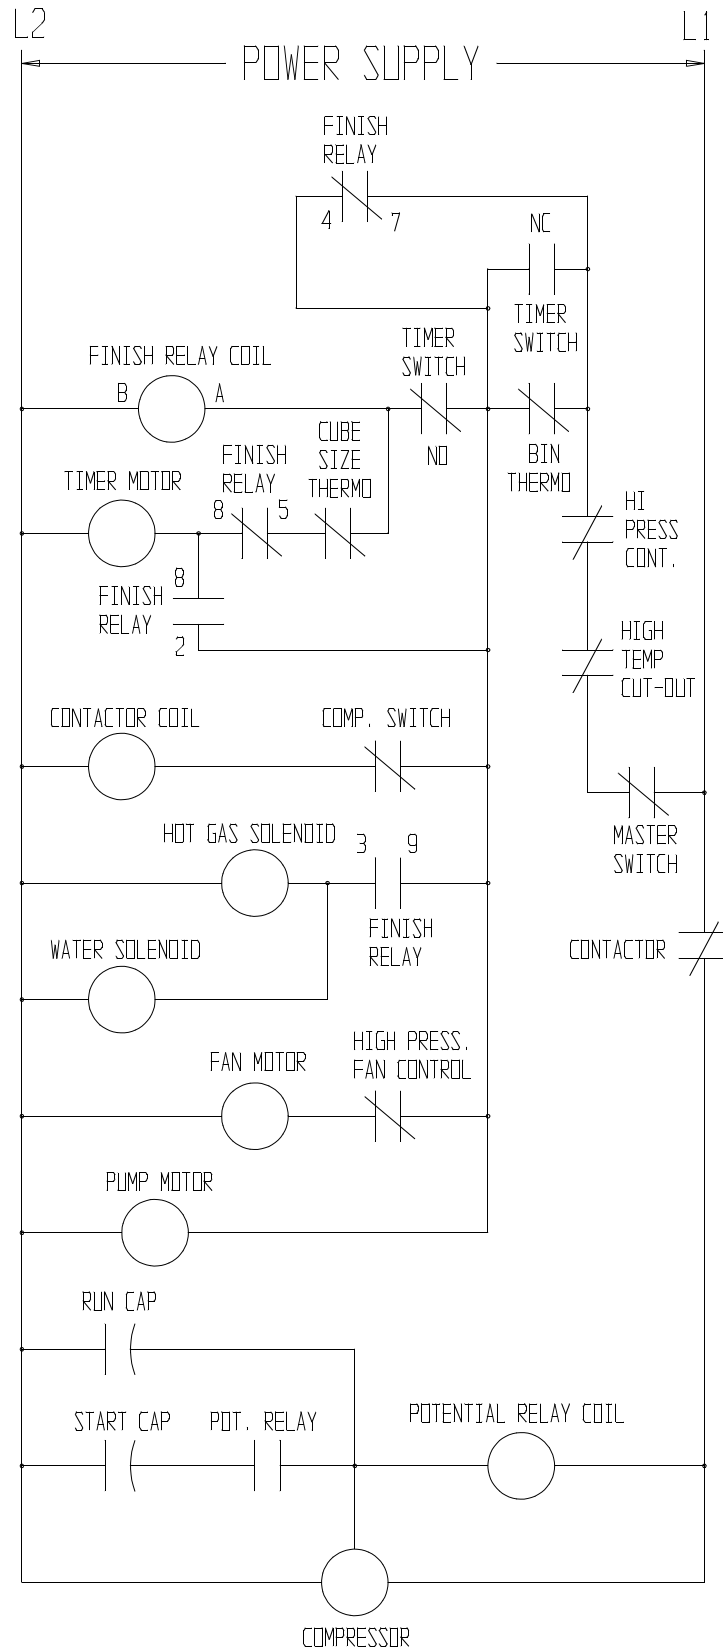 L2
L1
POWER SUPPLY
FINISH
RELAY
4
7
NC
TIMER
SWITCH
TIMER
SWITCH
NO
FINISH RELAY COIL
B
A
BIN
THERMO
CUBE
SIZE
THERMO
FINISH
RELAY
8
5
TIMER MOTOR
HI
PRESS
CONT.
8
FINISH
RELAY
2
HIGH
TEMP
CUT-OUT
CONTACTOR COIL
COMP. SWITCH
MASTER
SWITCH
HOT GAS SOLENOID
3
9
FINISH
RELAY
CONTACTOR
WATER SOLENOID
HIGH PRESS.
FAN CONTROL
FAN MOTOR
PUMP MOTOR
RUN CAP
START CAP
POT. RELAY
POTENTIAL RELAY COIL
COMPRESSOR